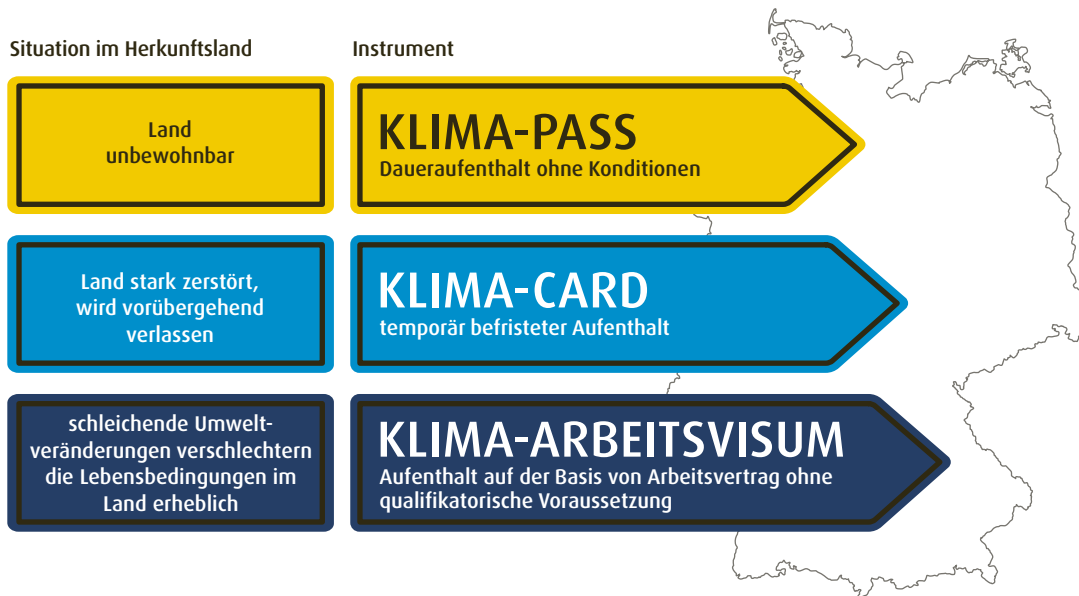 Situation im Herkunftsland
Instrument
Land
unbewohnbar
KLIMA-PASS
Daueraufenthalt ohne Konditionen
Land stark zerstört,
wird vorübergehend
verlassen
KLIMA-CARD
temporär befristeter Aufenthalt
schleichende Umwelt-
veränderungen verschlechtern
die Lebensbedingungen im
Land erheblich
KLIMA-ARBEITSVISUM
Aufenthalt auf der Basis von Arbeitsvertrag ohne
qualifikatorische Voraussetzung